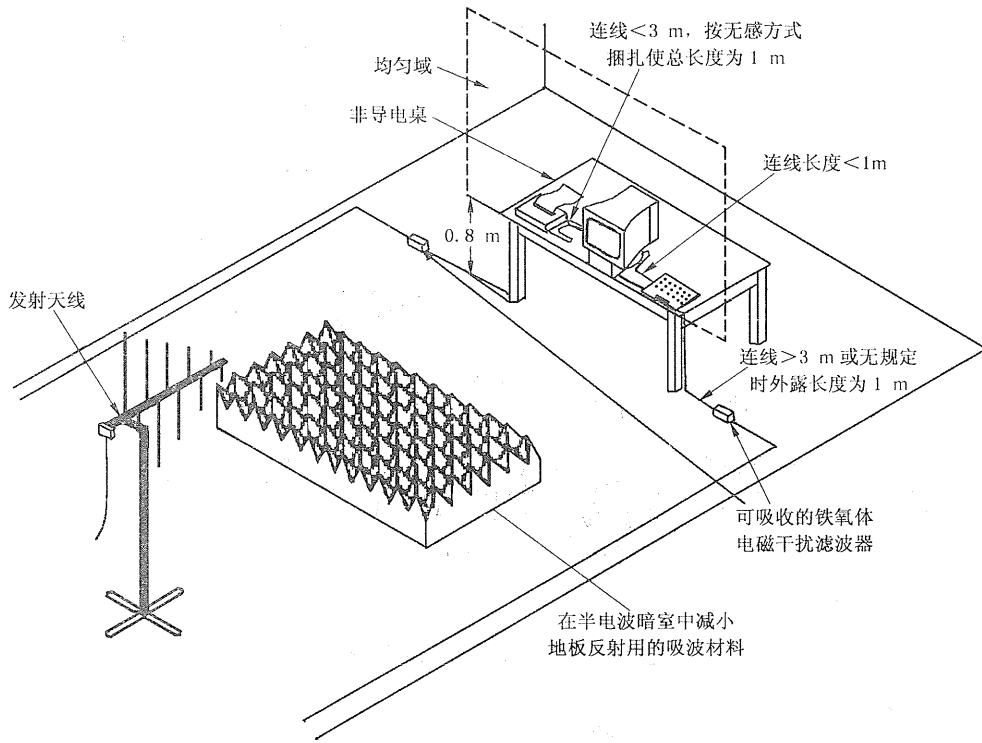 连线<3 m，按无感方式
捆扎使总长度为1 m
均匀域
非导电桌
连线长度<1m
0.8 m
发射天线
连线>3 m或无规定
时外露长度为1 m
可吸收的铁氧体
电磁干扰滤波器
在半电波暗室中减小
地板反射用的吸波材料